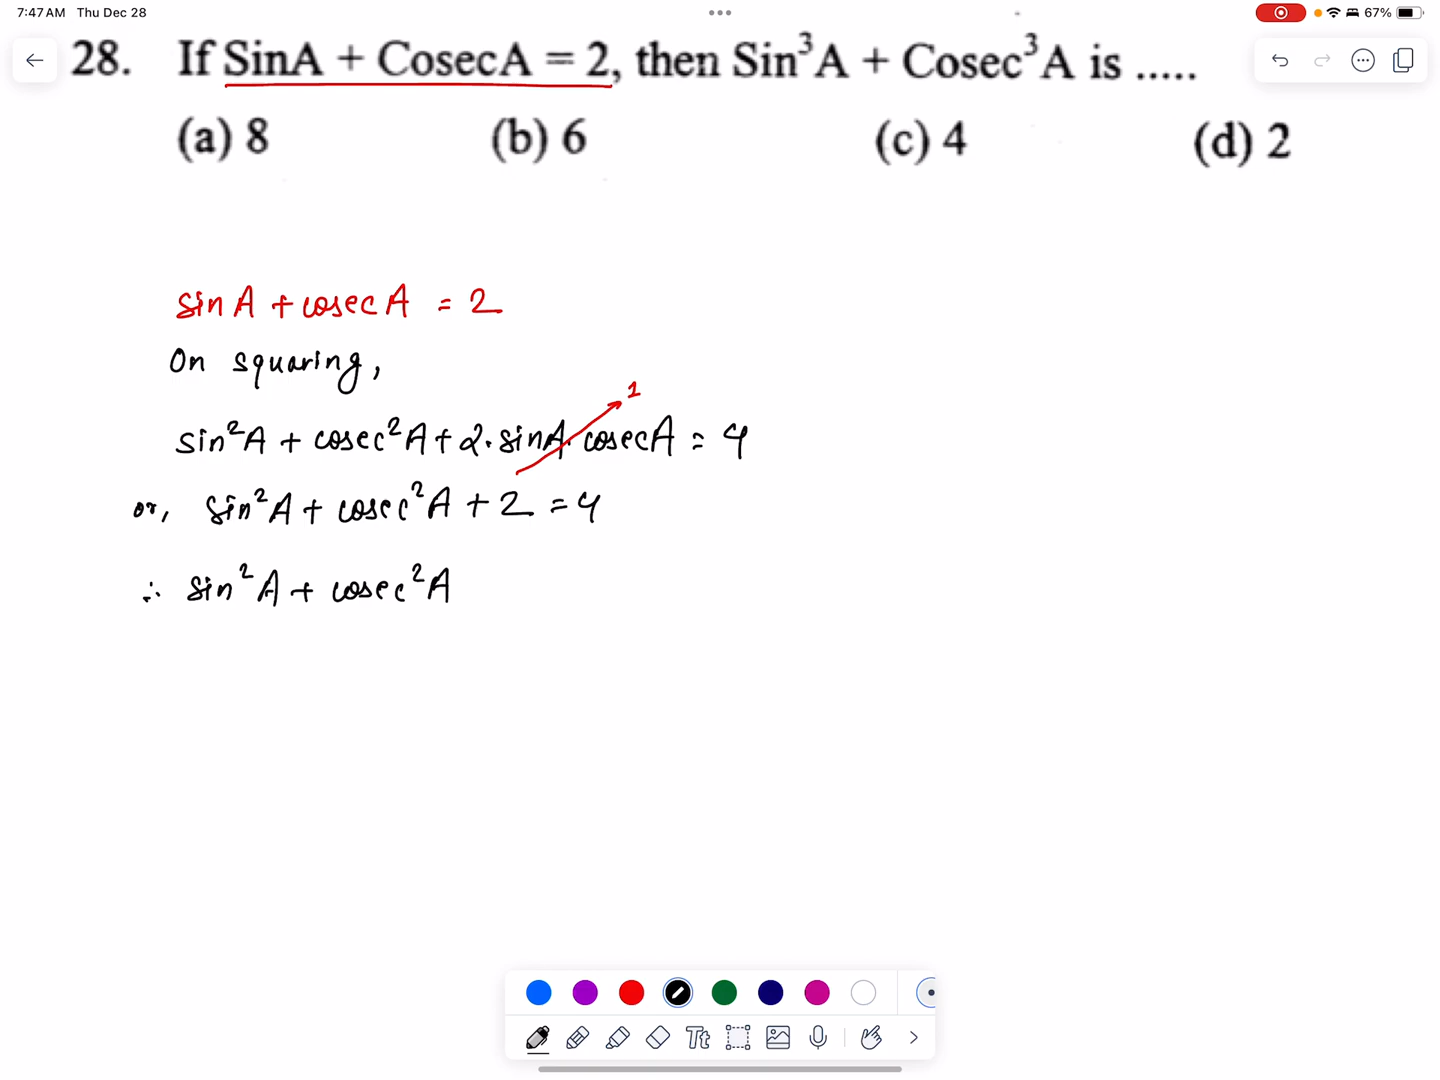 7:47 AM Thu Dec 28
67%
28. If SinA + CosecA = 2, then Sin³A + Cosec³A is .....
(a) 8 (b) 6 (c) 4 (d) 2
sin A + cosec A = 2
On squaring,
1
sin²A + cosec²A + 2. sinA. cosecA = 4
or, sin²A + cosec²A + 2 = 4
∴ sin²A + cosec²A
Tt